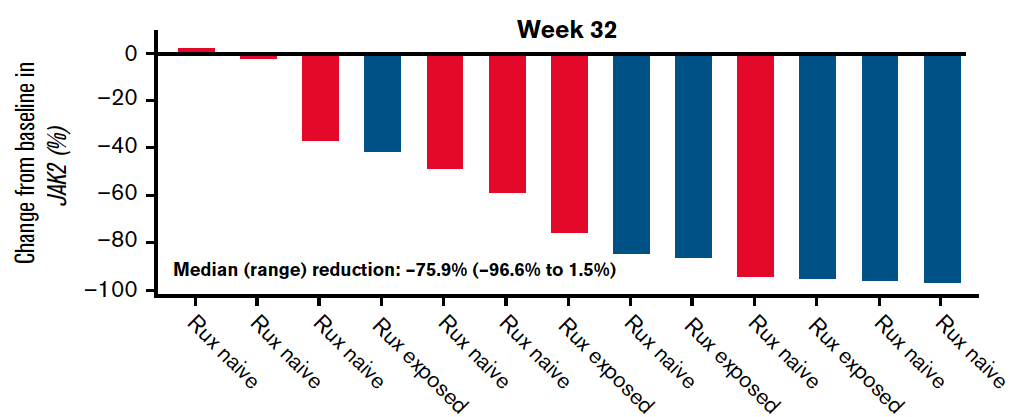 Week 32
Change from baseline in
JAK2 (%)
0
−20
−40
−60
−80
−100
Median (range) reduction: −75.9% (−96.6% to 1.5%)
Rux naive
Rux naive
Rux naive
Rux exposed
Rux naive
Rux naive
Rux exposed
Rux naive
Rux exposed
Rux naive
Rux exposed
Rux naive
Rux naive